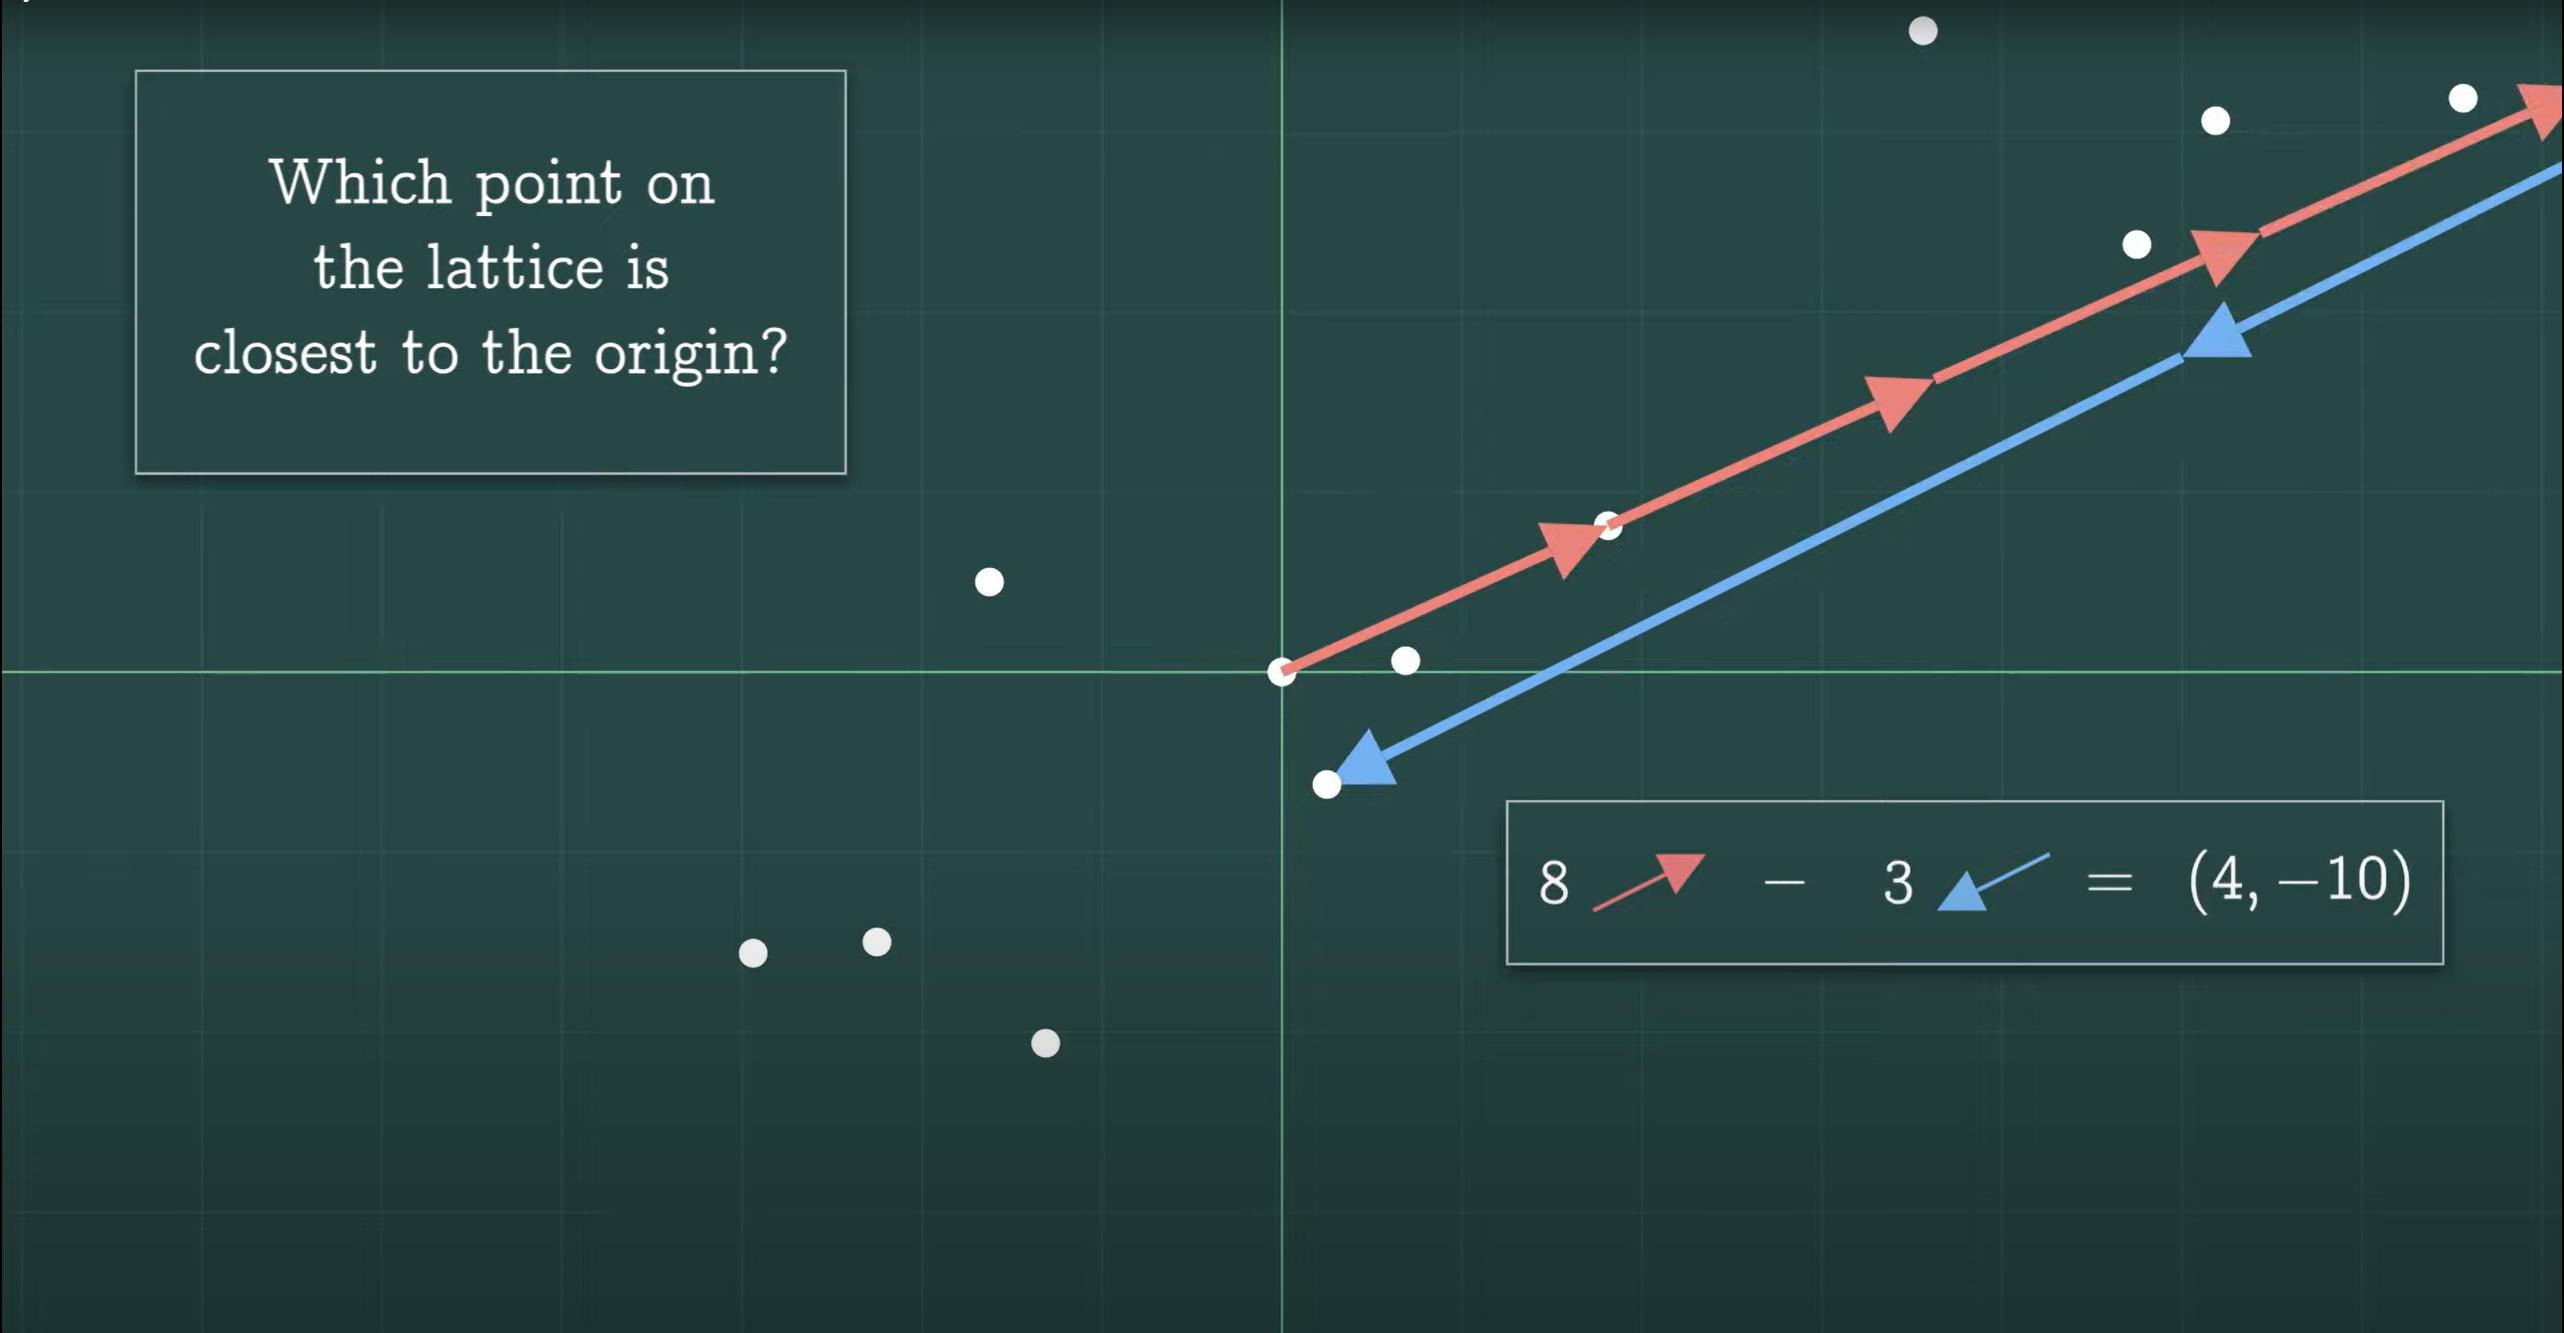 Which point on
the lattice is
closest to the origin?
8 − 3 = (4, −10)